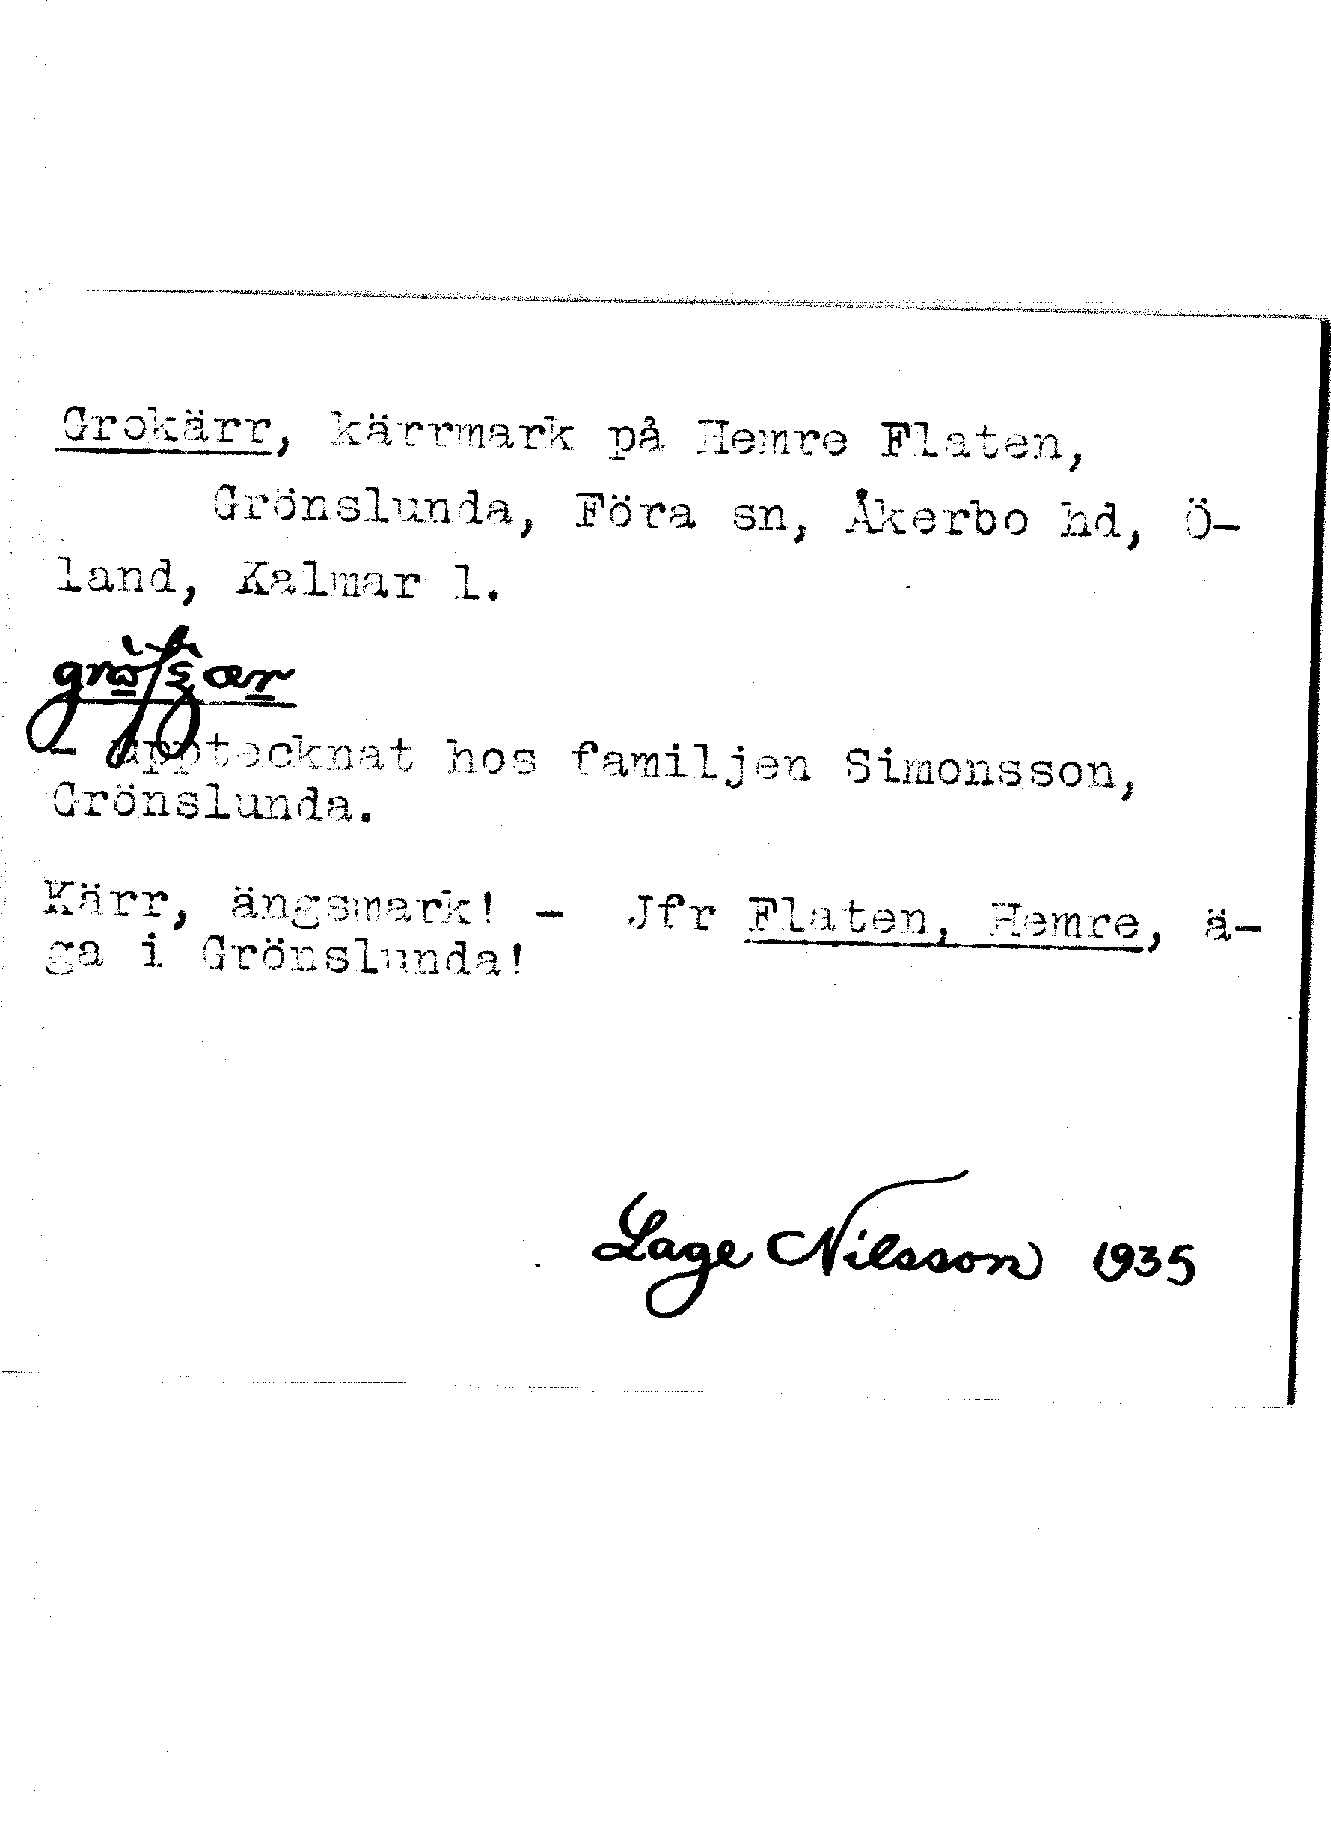 Grokärr, kärrmark på Hemre Flaten,
Grönslunda, Föra sn, Åkerbo hd, Ö-
land, Kalmar l.
- upptecknat hos familjen Simonsson,
Grönslunda.
Kärr, ängsmark! - Jfr Flaten, Hemre, ä-
ga i Grönslunda!
Lage Nilsson 1935